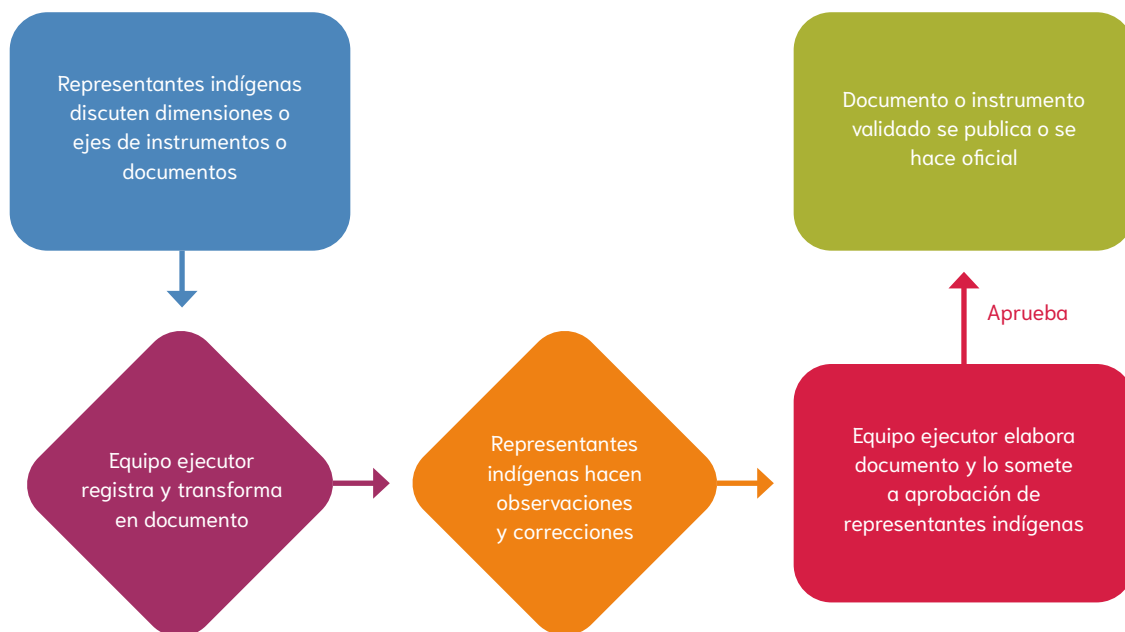 Representantes indígenas
discuten dimensiones o
ejes de instrumentos o
documentos
Equipo ejecutor
registra y transforma
en documento
Representantes
indígenas hacen
observaciones
y correcciones
Equipo ejecutor elabora
documento y lo somete
a aprobación de
representantes indígenas
Aprueba
Documento o instrumento
validado se publica o se
hace oficial